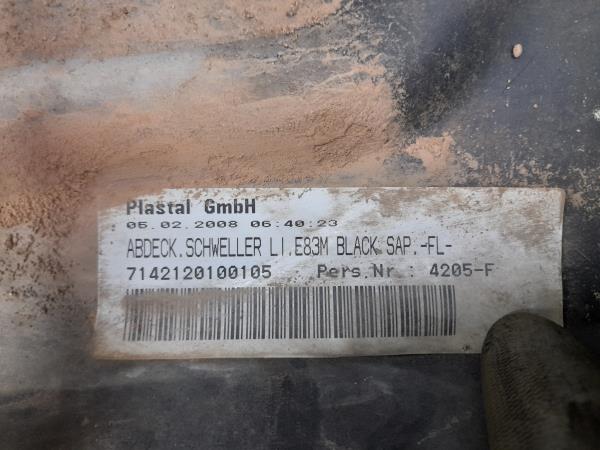 Plastal GmbH
05.02.2008 06:40:23
ABDECK.SCHWELLER LI.E83M BLACK SAP.-FL-
7142120100105 Pers.Nr.: 4205-F